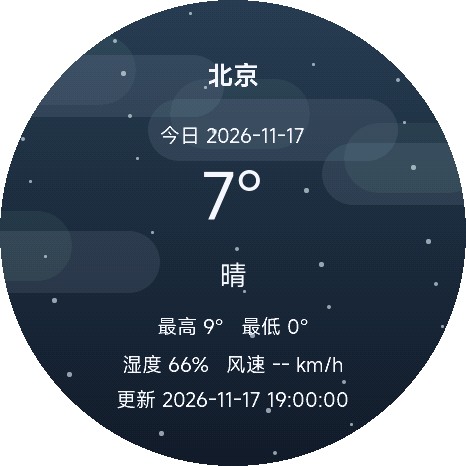 北京
今日 2026-11-17
7°
晴
最高 9° 最低 0°
湿度 66% 风速 -- km/h
更新 2026-11-17 19:00:00